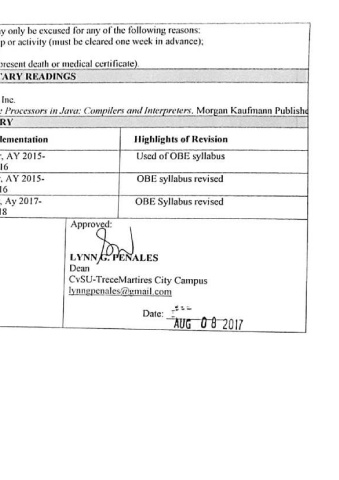 y only be excused for any of the following reasons:
p or activity (must be cleared one week in advance);
present death or medical certificate).
TARY READINGS
Inc.
Processors in Java: Compilers and Interpreters, Morgan Kaufmann Publishe
RY
lementation Highlights of Revision
, AY 2015- Used of OBE syllabus
16
, AY 2015- OBE syllabus revised
16
, Ay 2017- OBE Syllabus revised
18
Approved:
LYNN G. PENALES
Dean
CvSU-TreceMartires City Campus
lynngpenales@gmail.com
Date:
AUG 08 2017